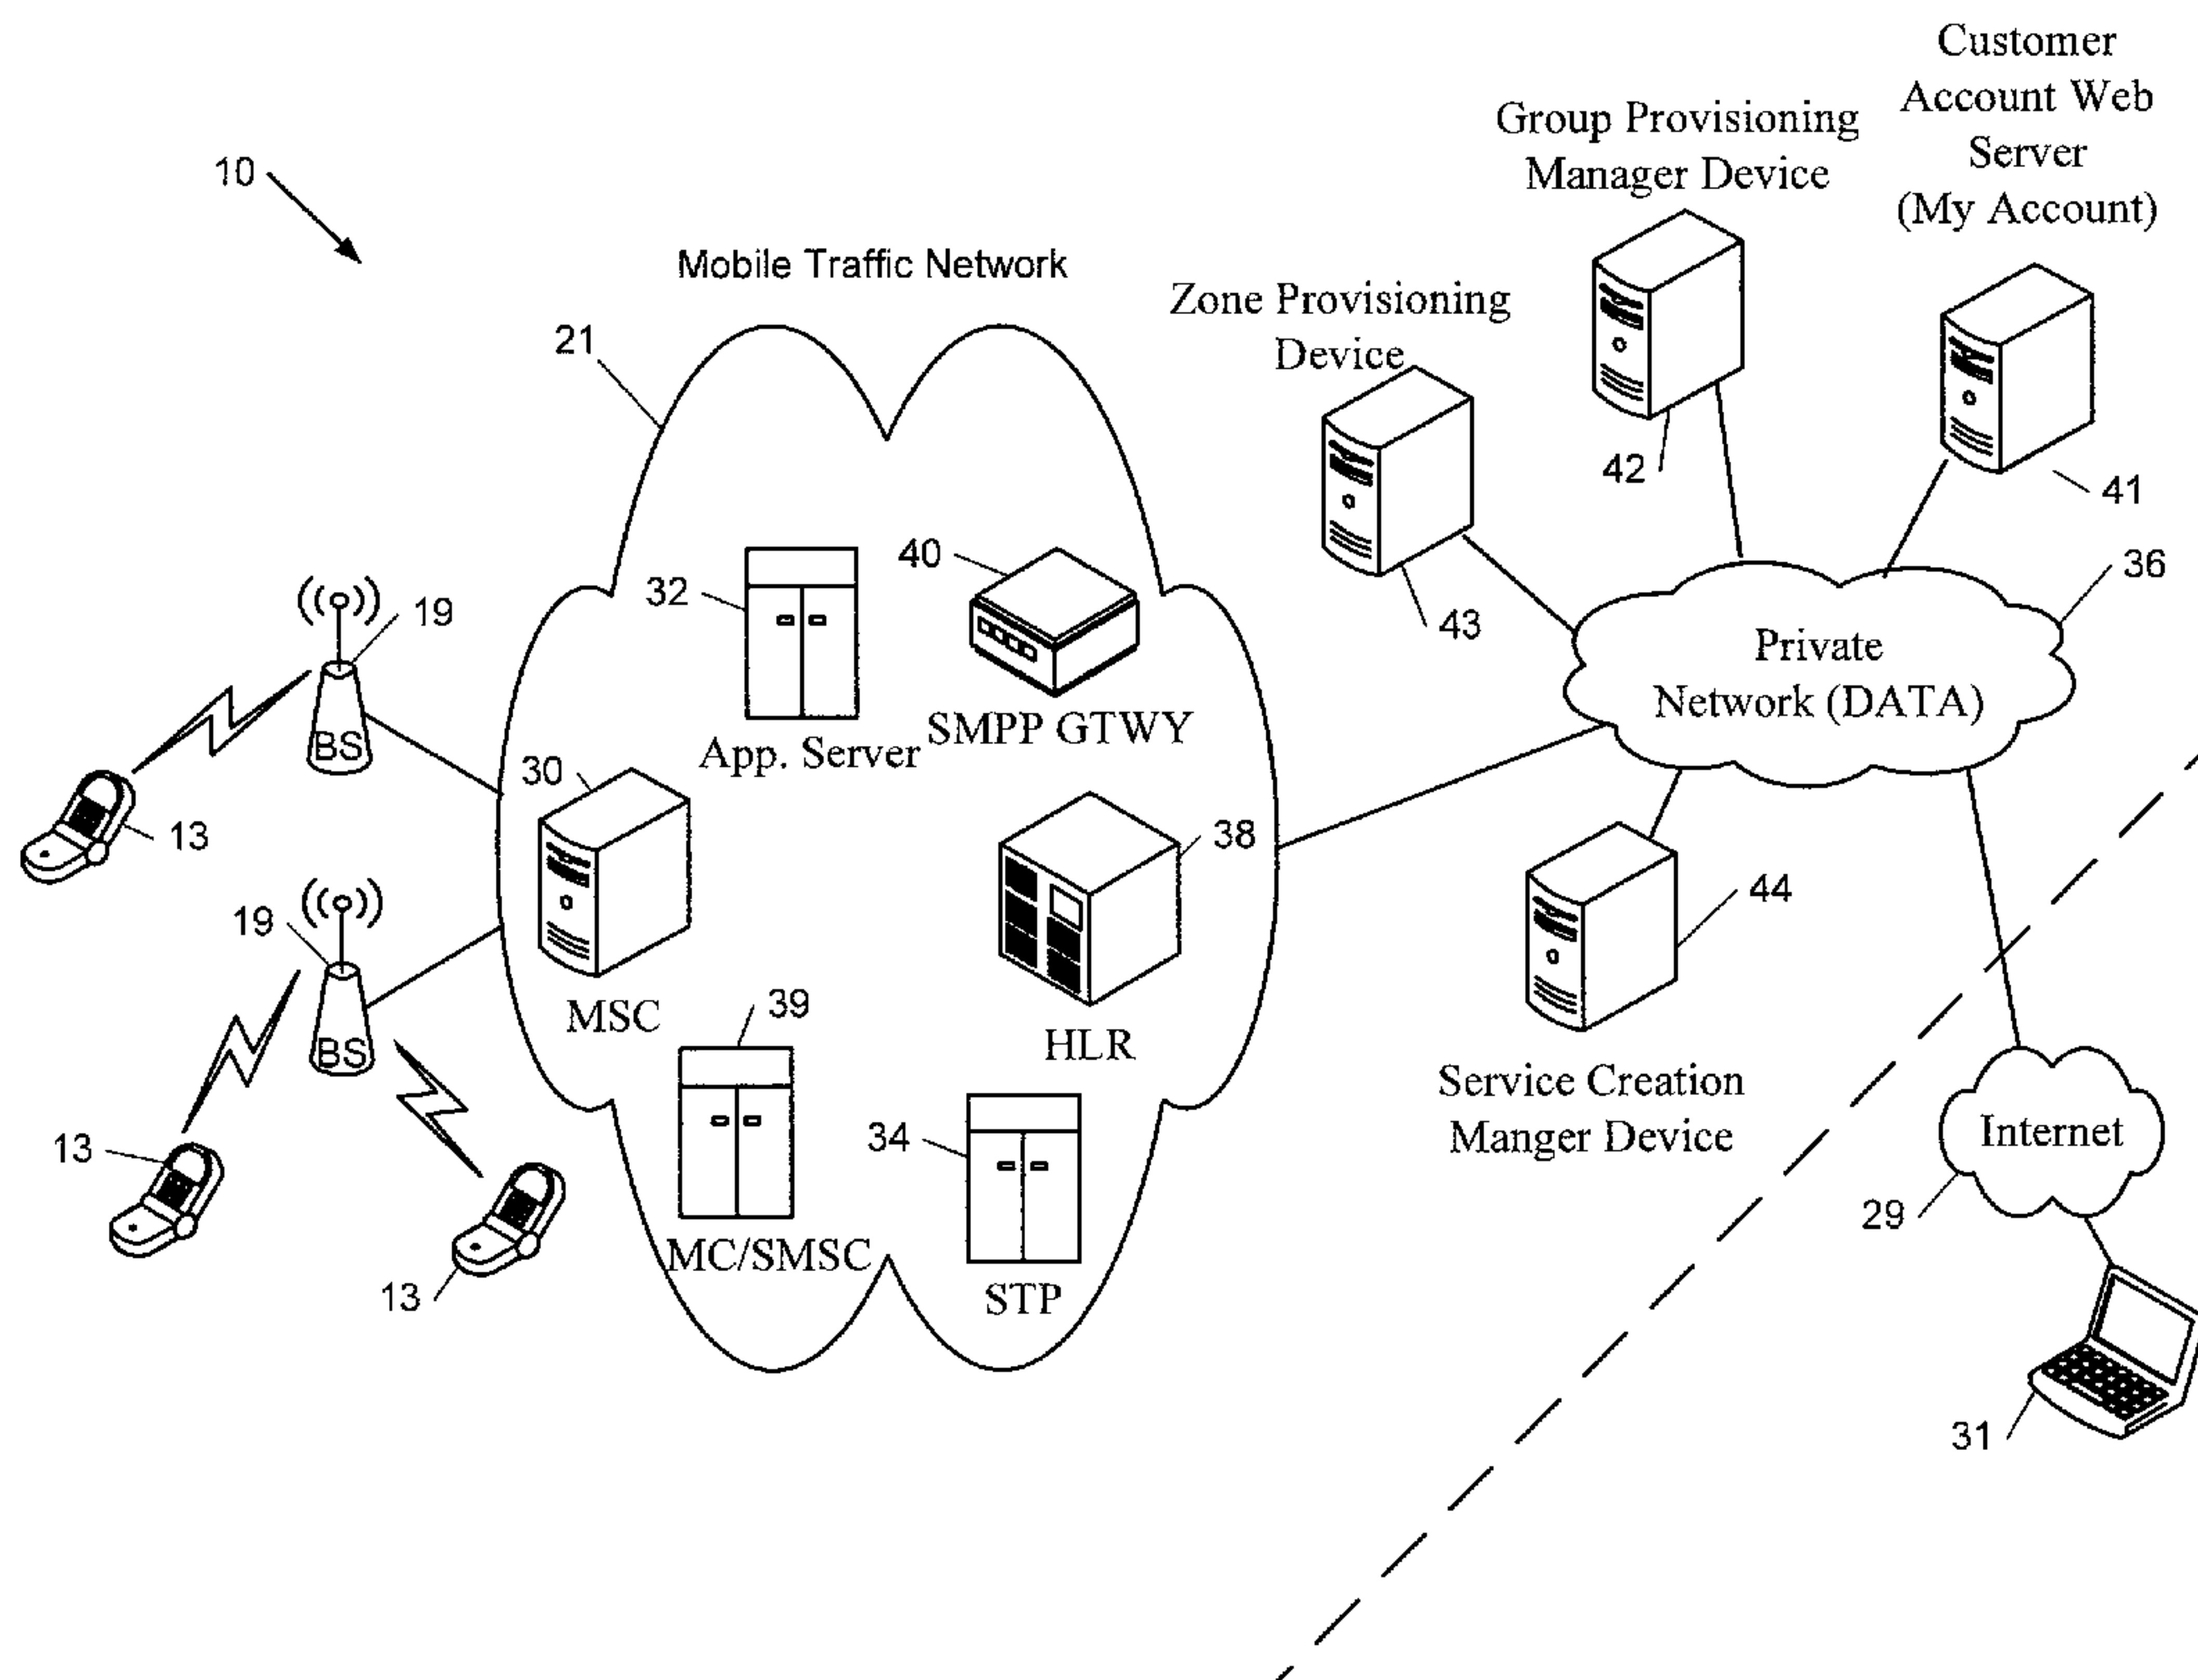 Customer
Account Web
Server
(My Account)
Group Provisioning
Manager Device
10
Mobile Traffic Network
Zone Provisioning
Device
21
42
41
40
36
32
19
43
Private
Network (DATA)
SMPP GTWY
App. Server
BS
30
13
38
44
19
39
MSC
HLR
BS
Service Creation
Manger Device
34
Internet
13
29
MC/SMSC
STP
13
31